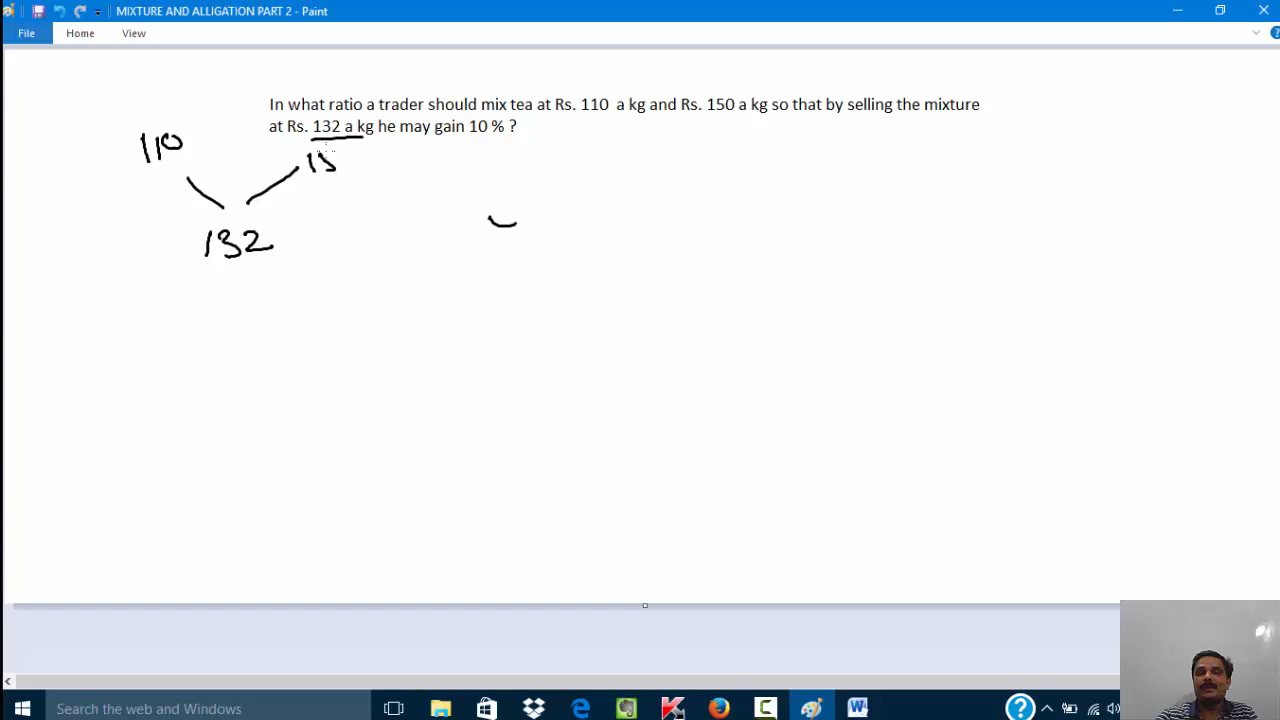 MIXTURE AND ALLIGATION PART 2 - Paint
File Home View
In what ratio a trader should mix tea at Rs. 110 a kg and Rs. 150 a kg so that by selling the mixture
at Rs. 132 a kg he may gain 10 % ?
110
15
132
Search the web and Windows